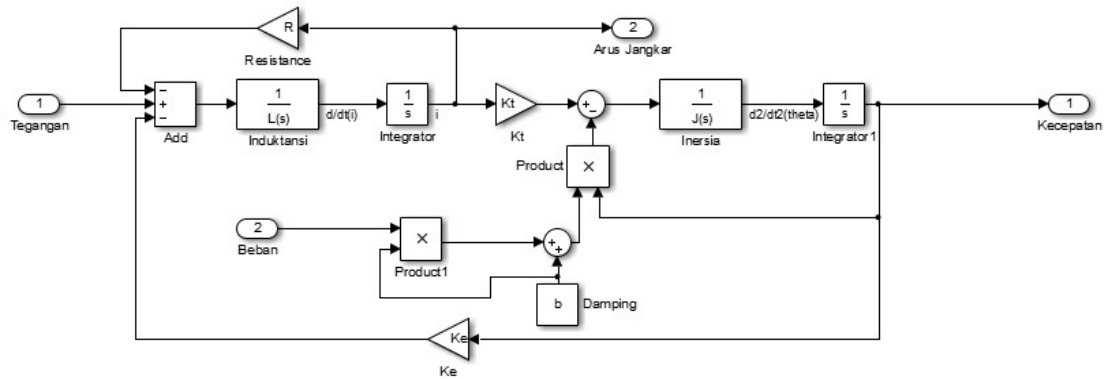 R
Resistance
2
Arus Jangkar
1
Tegangan
−
+
−
Add
1
L(s)
Induktansi
d/dt(i)
1
s
Integrator
i
Kt
Kt
−
1
J(s)
Inersia
d2/dt2(theta)
1
s
Integrator1
1
Kecepatan
Product
×
2
Beban
×
Product1
+
+
b
Damping
Ke
Ke